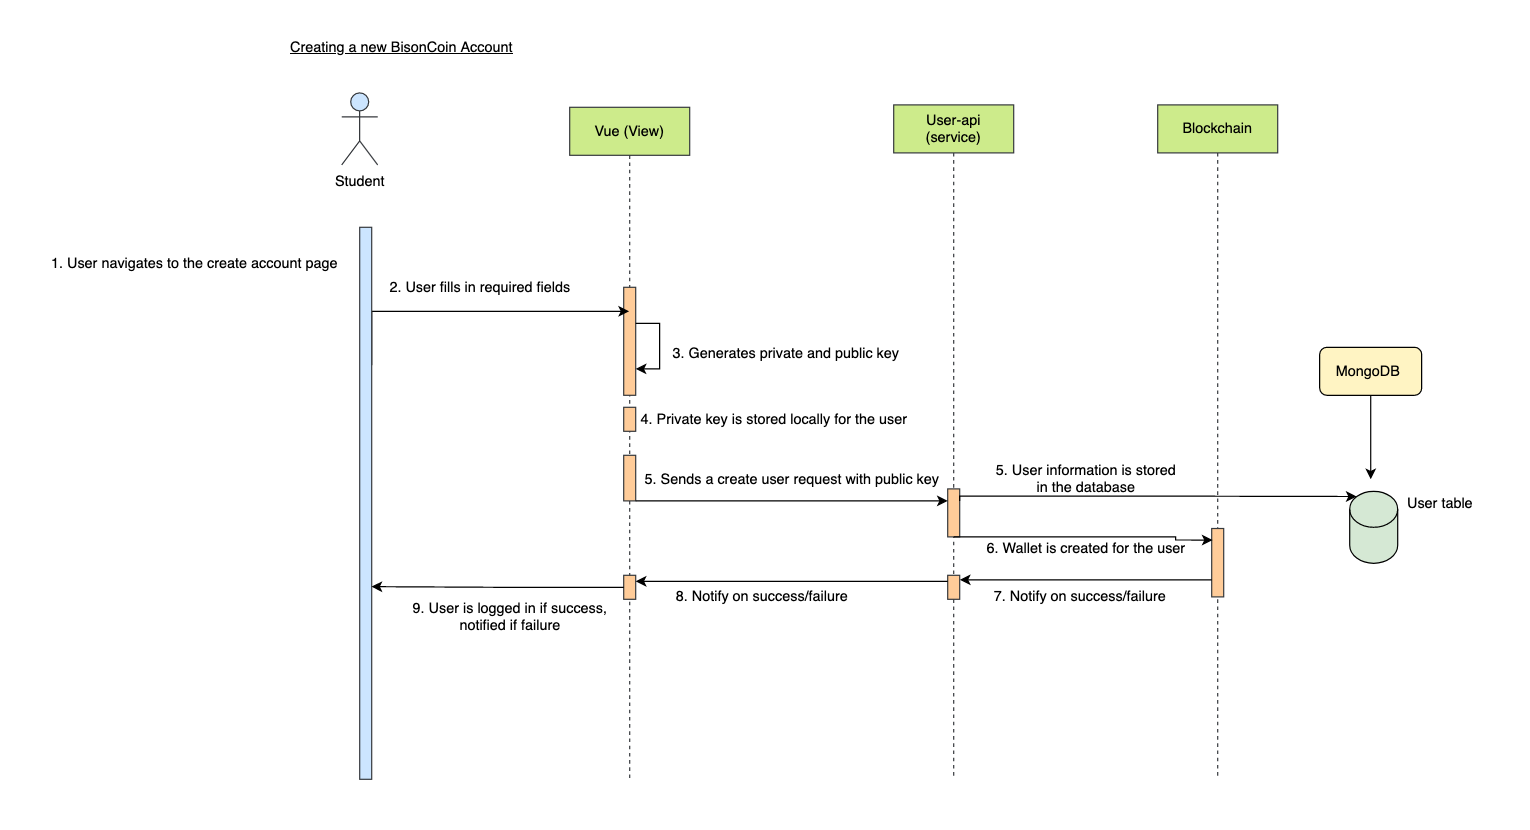 Creating a new BisonCoin Account
Student
Vue (View)
User-api
(service)
Blockchain
1. User navigates to the create account page
2. User fills in required fields
3. Generates private and public key
MongoDB
4. Private key is stored locally for the user
5. Sends a create user request with public key
5. User information is stored
in the database
User table
6. Wallet is created for the user
7. Notify on success/failure
8. Notify on success/failure
9. User is logged in if success,
notified if failure